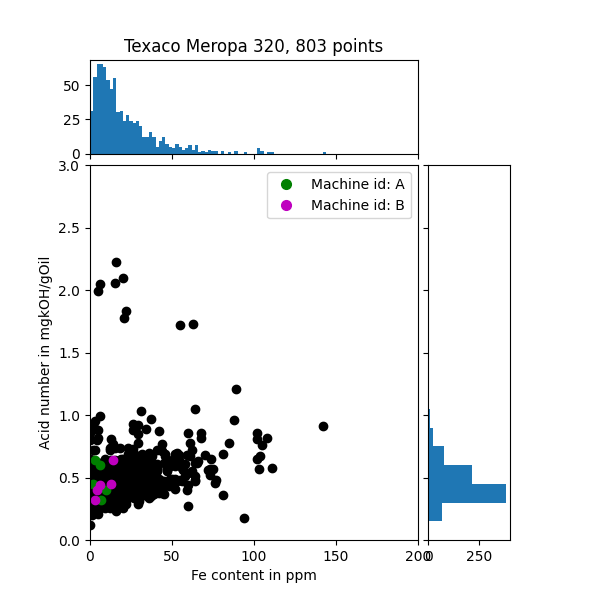 Texaco Meropa 320, 803 points
50
25
0
3.0
2.5
2.0
1.5
1.0
0.5
0.0
Acid number in mgkOH/gOil
Machine id: A
Machine id: B
0 50 100 150 200
0 250
Fe content in ppm